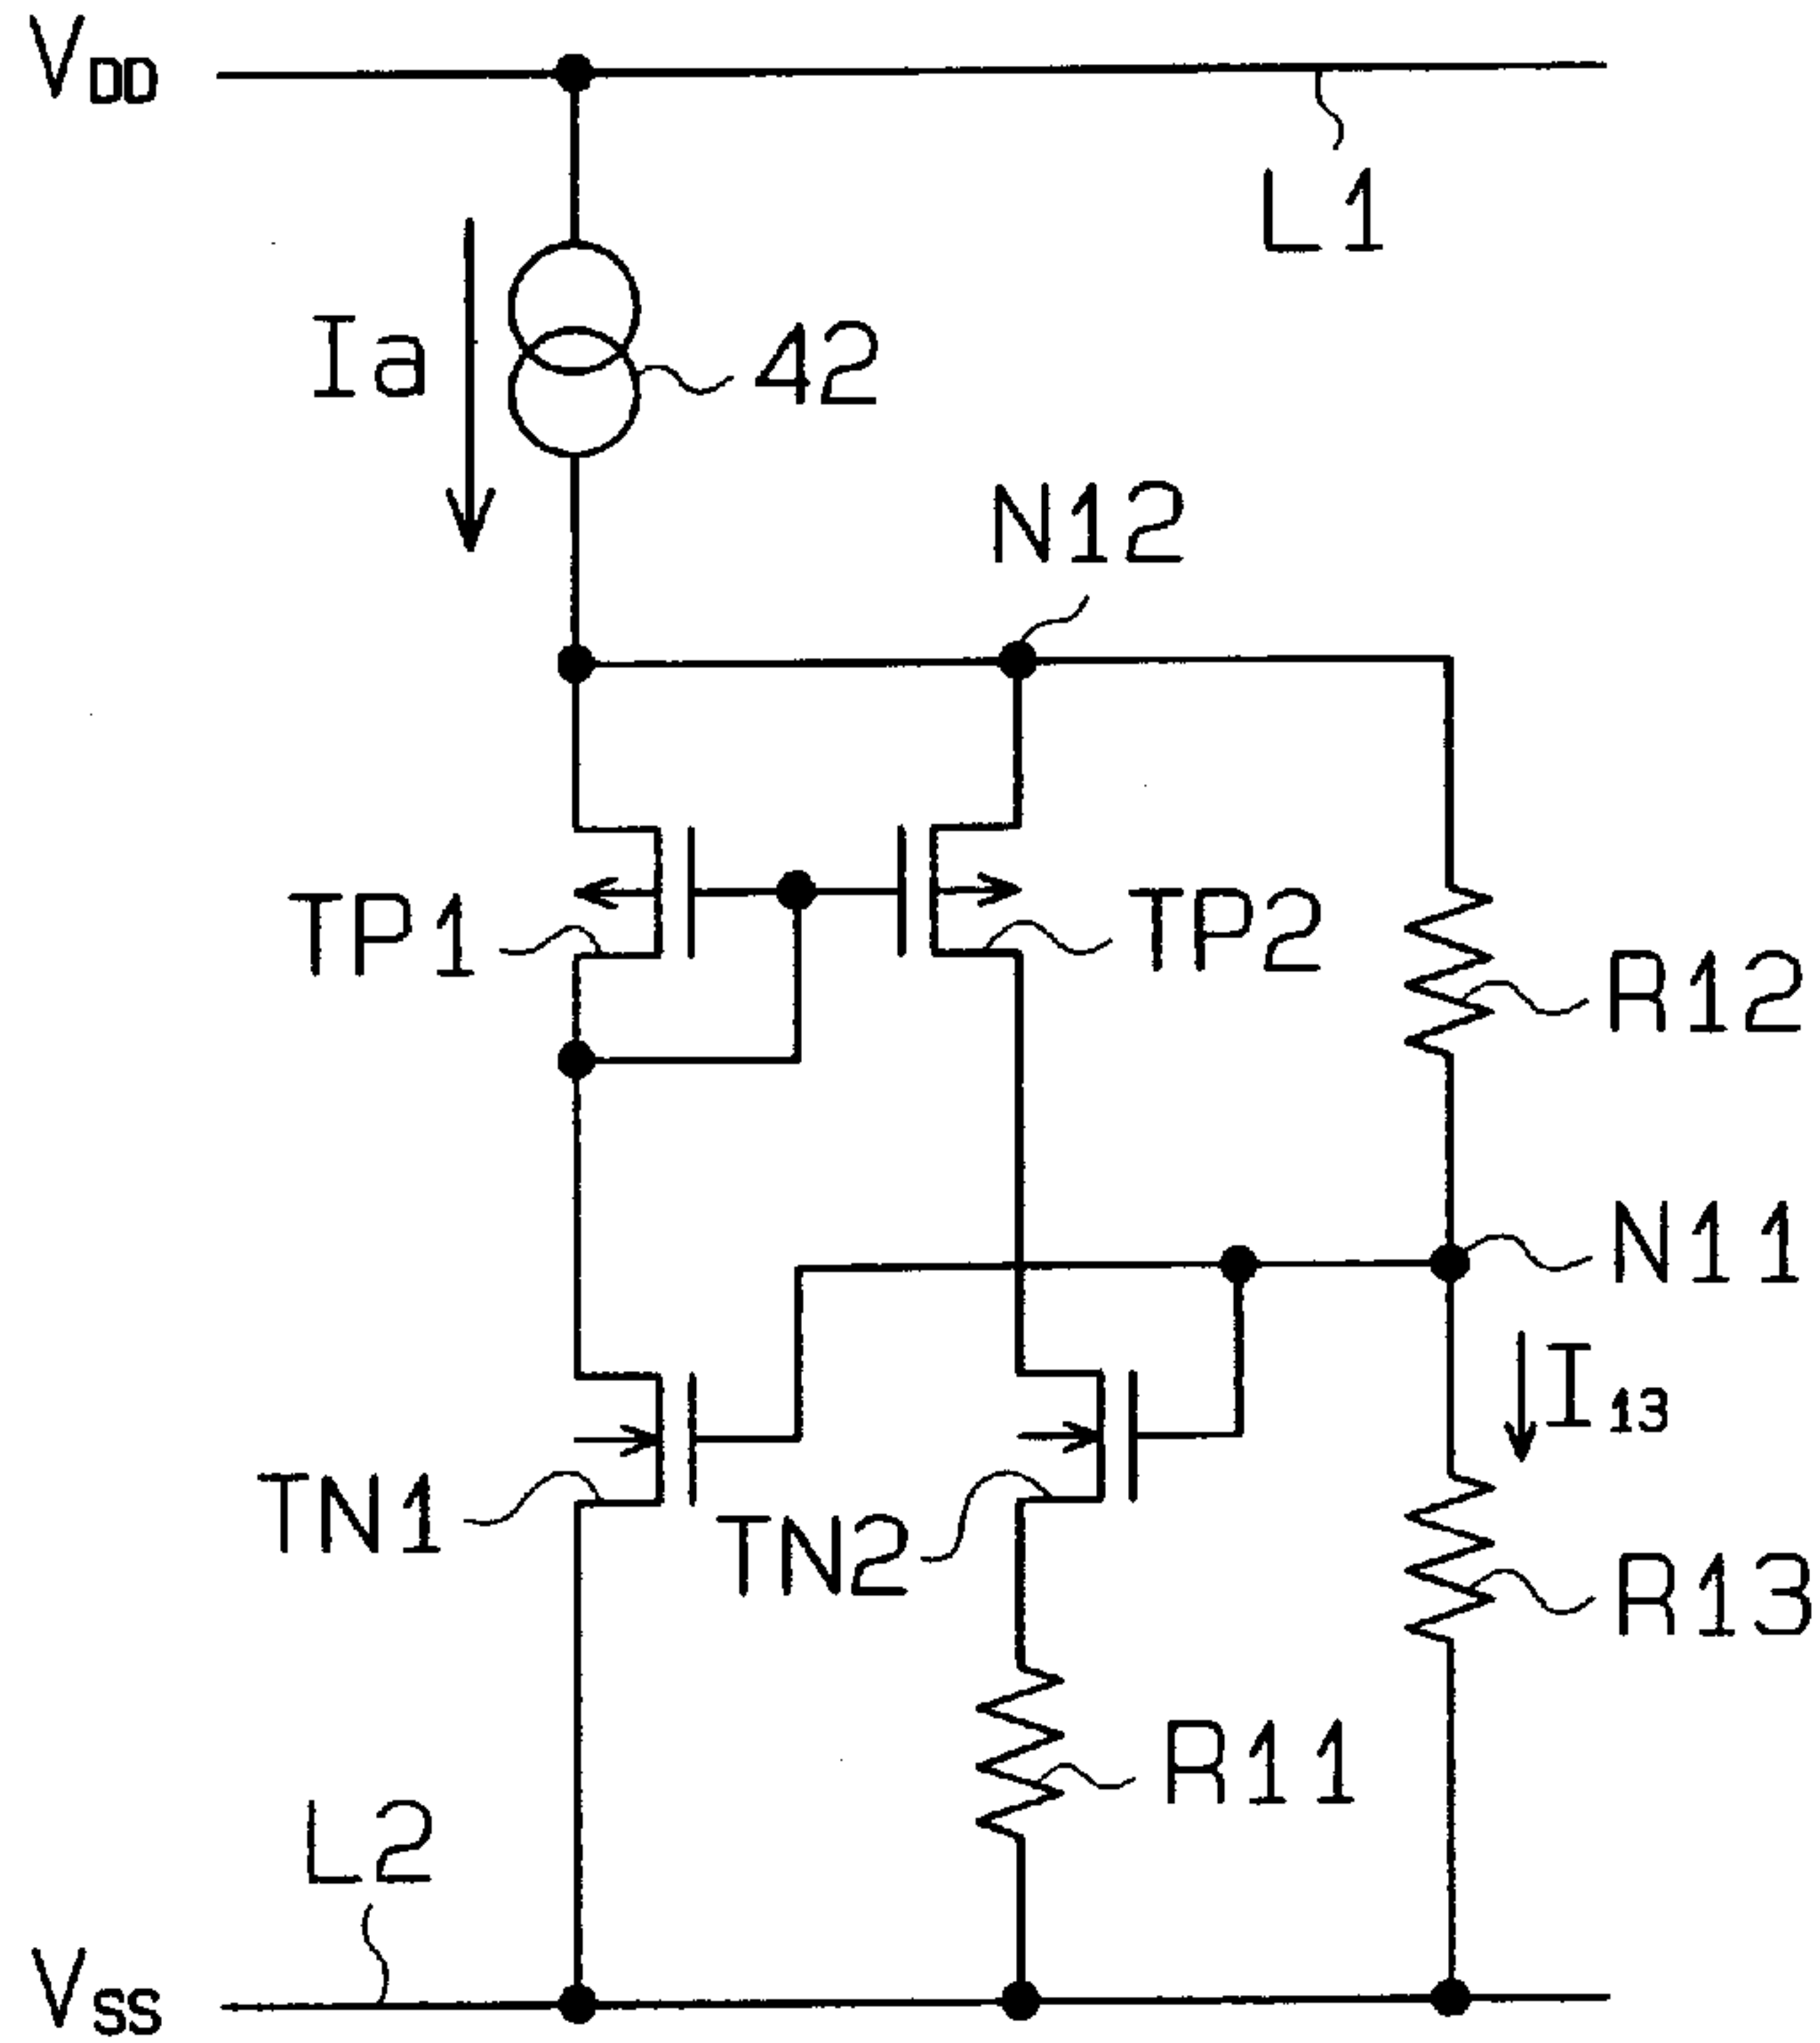 VDD
L1
Ia
42
N12
TP1
TP2
R12
N11
I13
TN1
TN2
R13
R11
L2
VSS